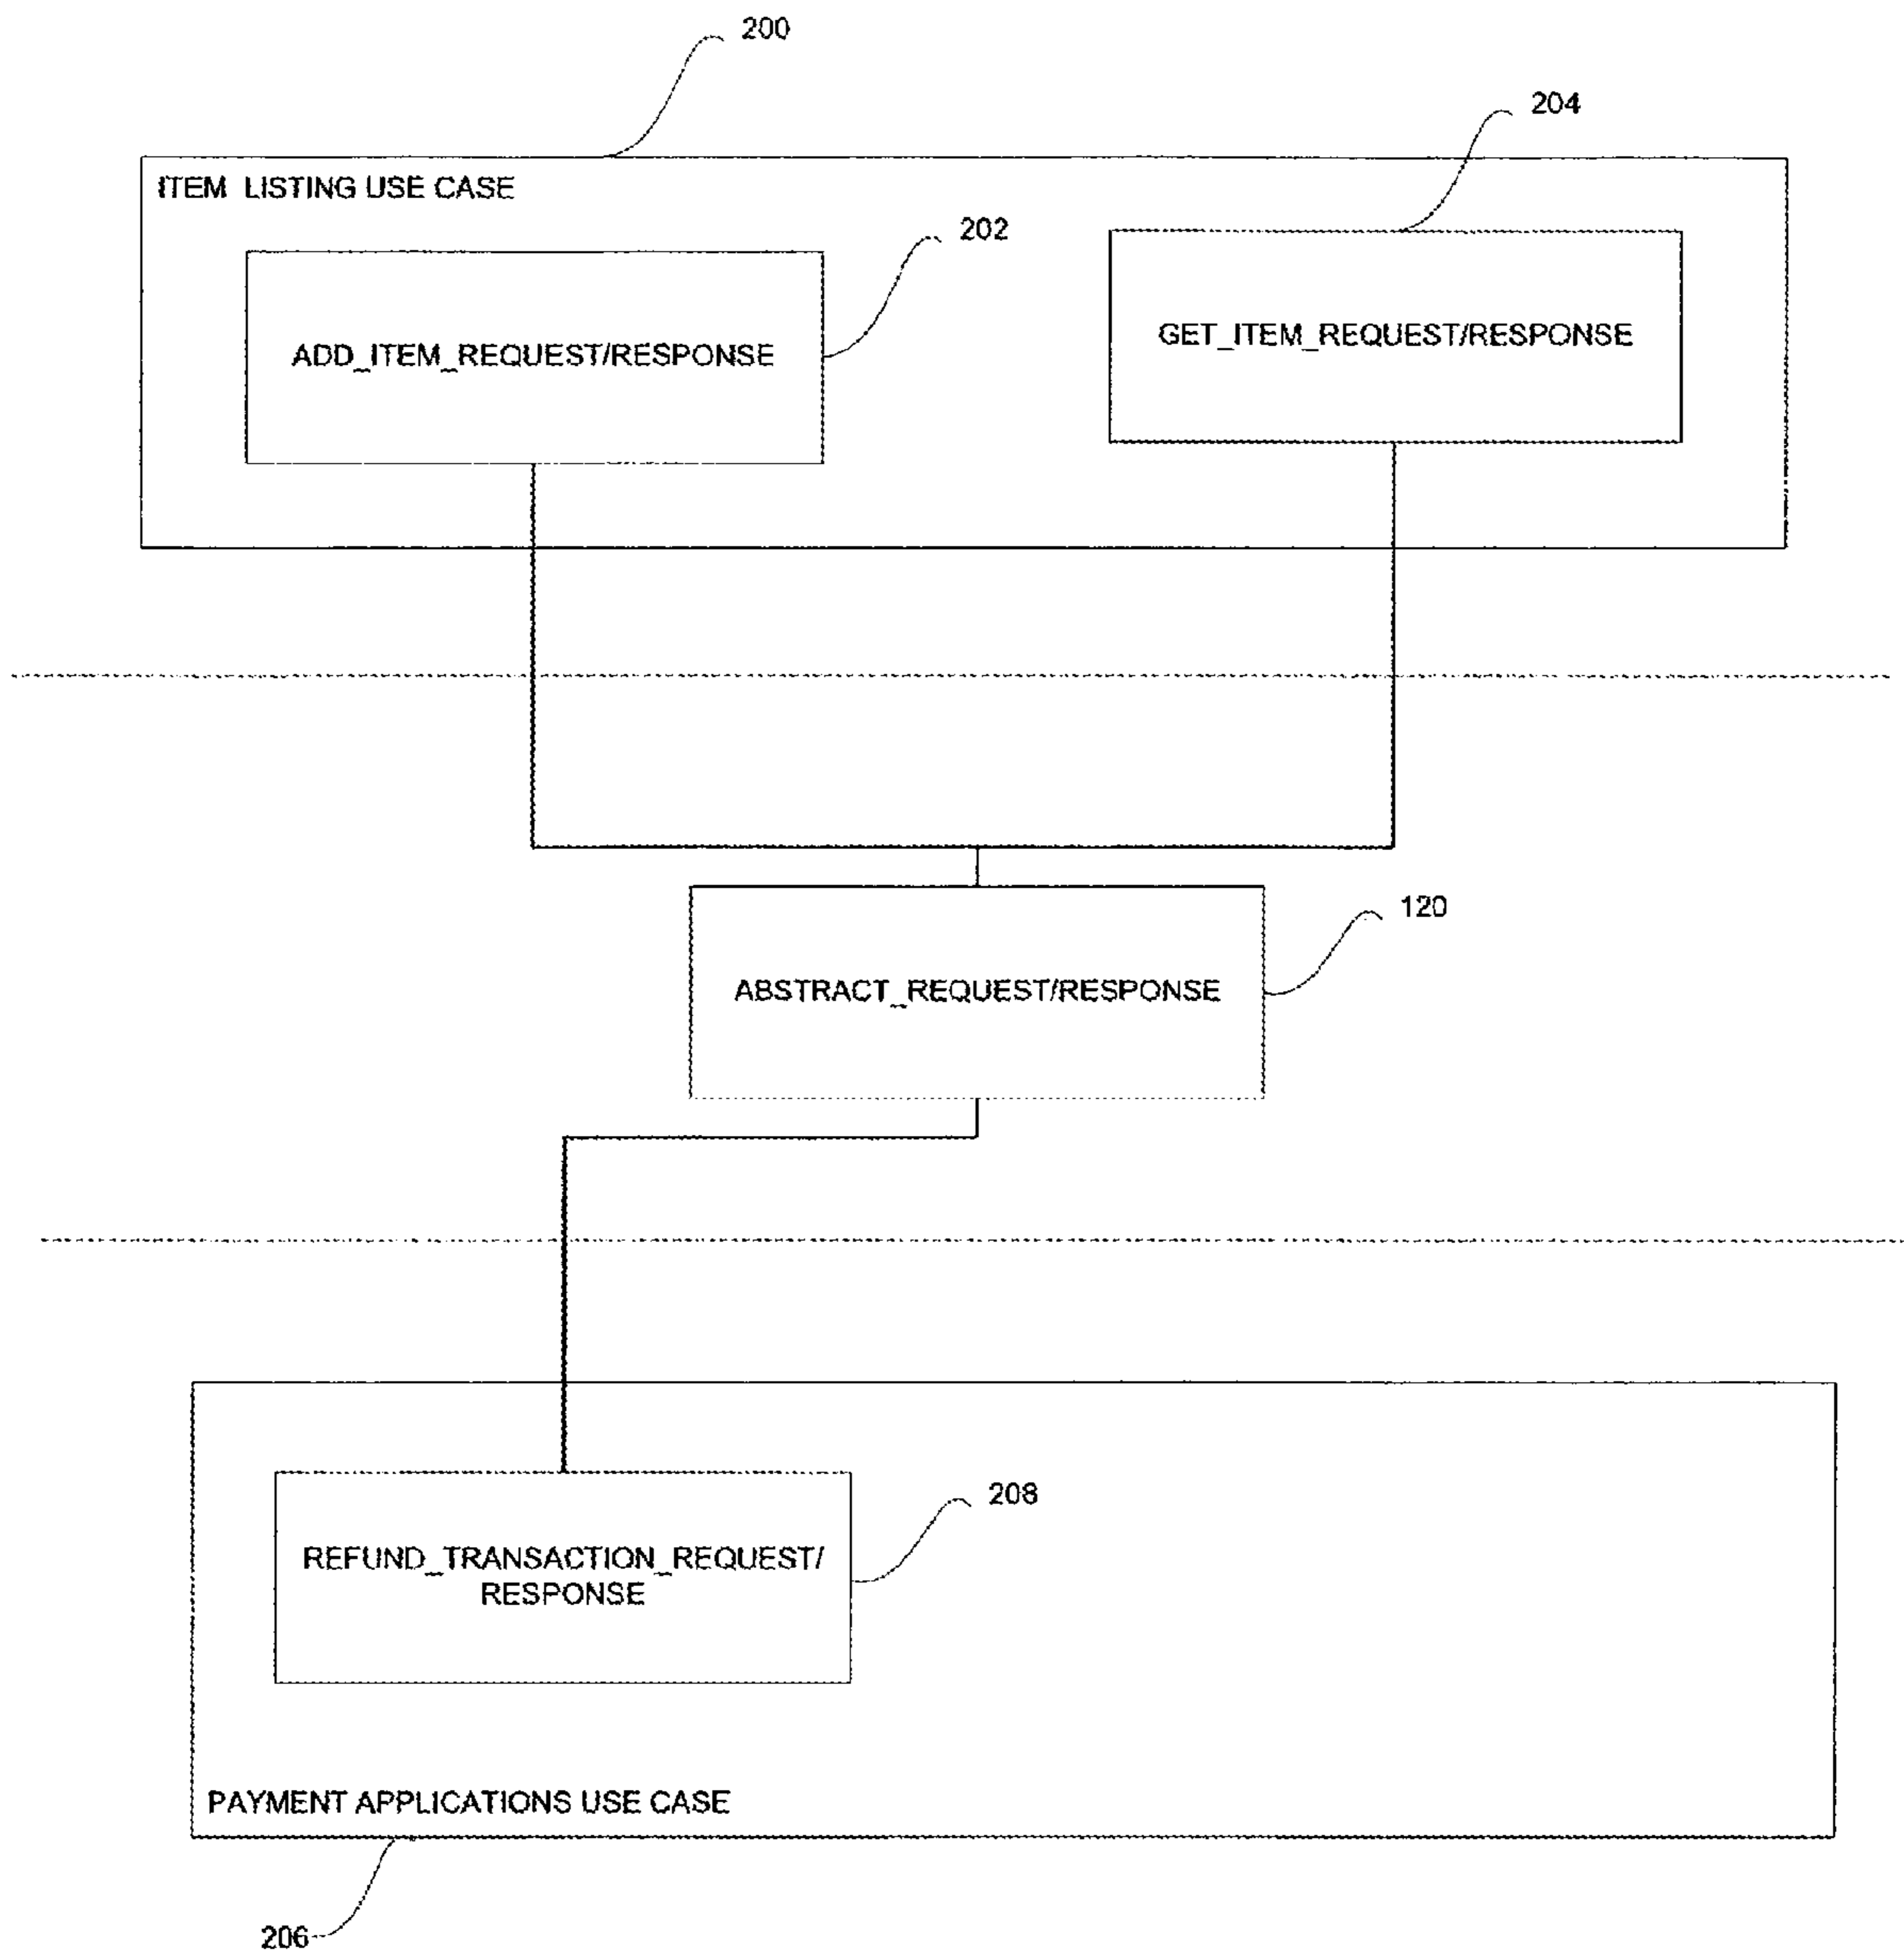 200
204
ITEM LISTING USE CASE
202
ADD_ITEM_REQUEST/RESPONSE
GET_ITEM_REQUEST/RESPONSE
120
ABSTRACT_REQUEST/RESPONSE
208
REFUND_TRANSACTION_REQUEST/
RESPONSE
PAYMENT APPLICATIONS USE CASE
206